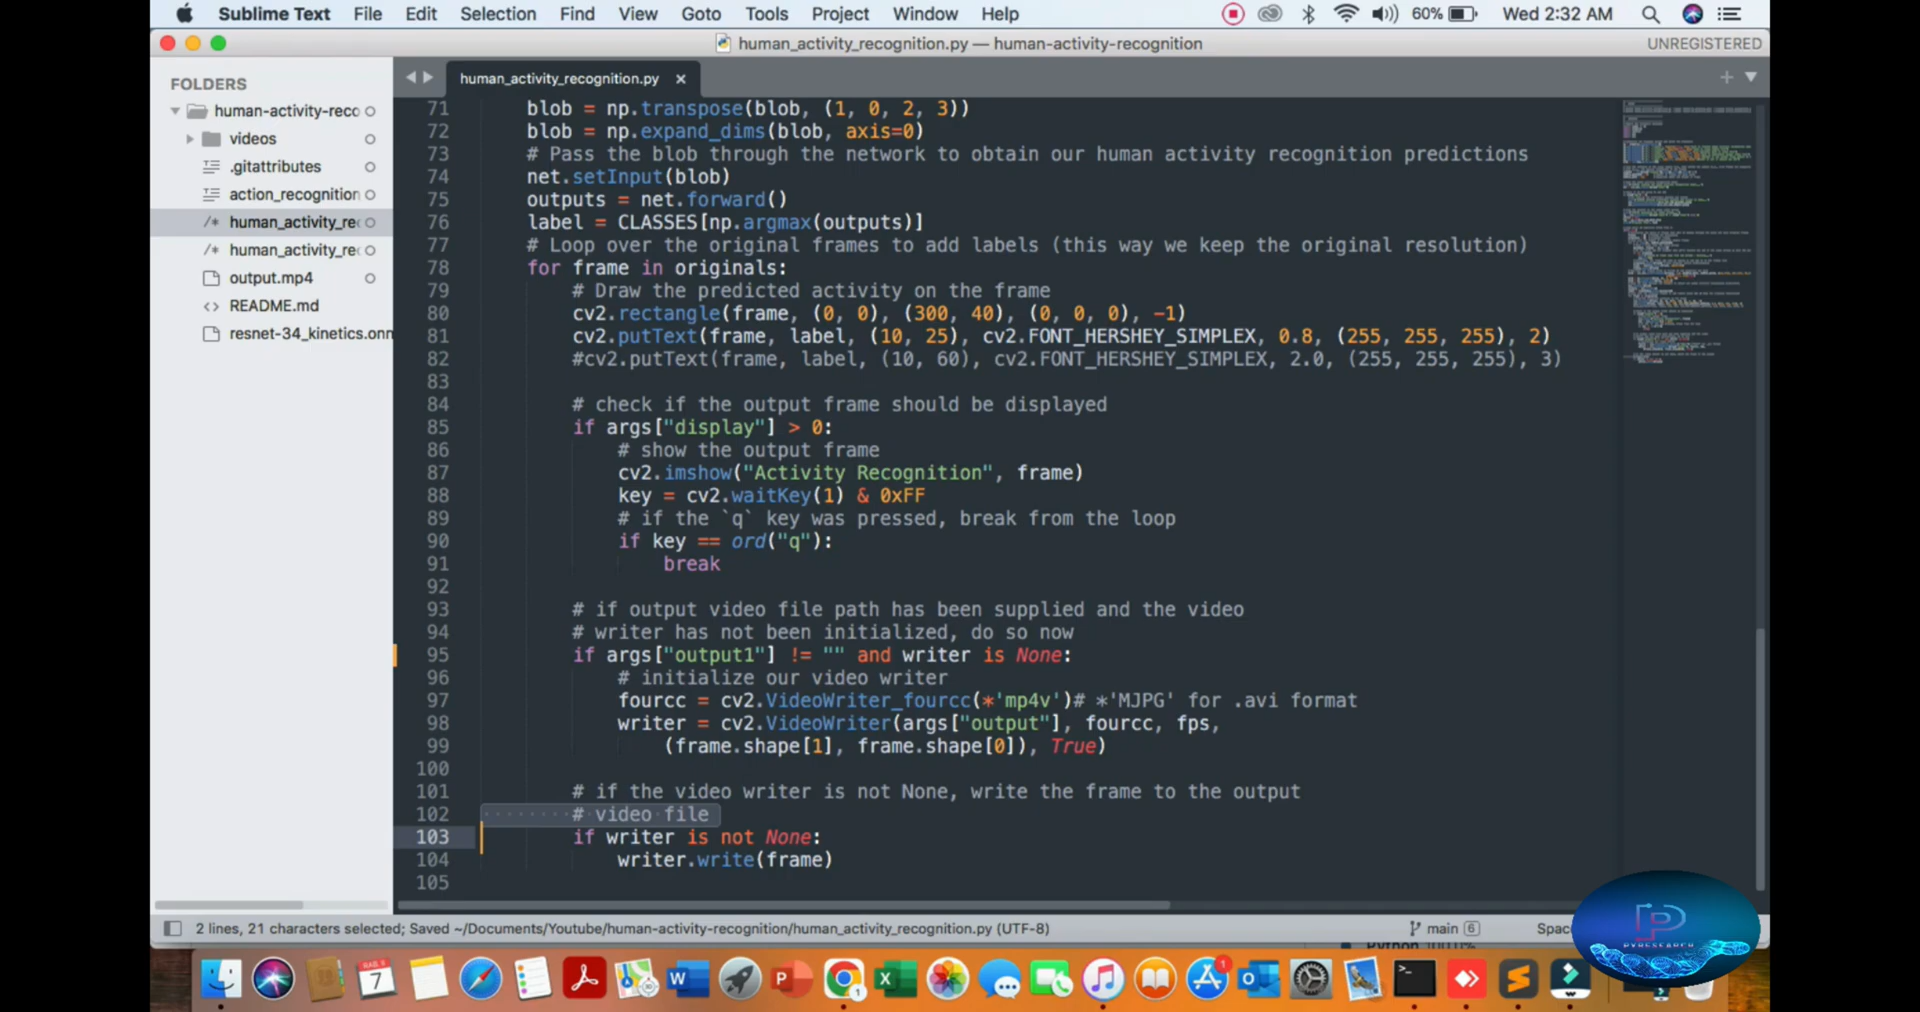 Sublime Text File Edit Selection Find View Goto Tools Project Window Help 60% Wed 2:32 AM
human_activity_recognition.py — human-activity-recognition UNREGISTERED
FOLDERS
human-activity-reco
videos
.gitattributes
action_recognition
/* human_activity_re
/* human_activity_re
output.mp4
<> README.md
resnet-34_kinetics.onn
human_activity_recognition.py ×
71 blob = np.transpose(blob, (1, 0, 2, 3))
72 blob = np.expand_dims(blob, axis=0)
73 # Pass the blob through the network to obtain our human activity recognition predictions
74 net.setInput(blob)
75 outputs = net.forward()
76 label = CLASSES[np.argmax(outputs)]
77 # Loop over the original frames to add labels (this way we keep the original resolution)
78 for frame in originals:
79 # Draw the predicted activity on the frame
80 cv2.rectangle(frame, (0, 0), (300, 40), (0, 0, 0), -1)
81 cv2.putText(frame, label, (10, 25), cv2.FONT_HERSHEY_SIMPLEX, 0.8, (255, 255, 255), 2)
82 #cv2.putText(frame, label, (10, 60), cv2.FONT_HERSHEY_SIMPLEX, 2.0, (255, 255, 255), 3)
83
84 # check if the output frame should be displayed
85 if args["display"] > 0:
86 # show the output frame
87 cv2.imshow("Activity Recognition", frame)
88 key = cv2.waitKey(1) & 0xFF
89 # if the `q` key was pressed, break from the loop
90 if key == ord("q"):
91 break
92
93 # if output video file path has been supplied and the video
94 # writer has not been initialized, do so now
95 if args["output1"] != "" and writer is None:
96 # initialize our video writer
97 fourcc = cv2.VideoWriter_fourcc(*'mp4v')# *'MJPG' for .avi format
98 writer = cv2.VideoWriter(args["output"], fourcc, fps,
99 (frame.shape[1], frame.shape[0]), True)
100
101 # if the video writer is not None, write the frame to the output
102 # video file
103 if writer is not None:
104 writer.write(frame)
105
2 lines, 21 characters selected; Saved ~/Documents/Youtube/human-activity-recognition/human_activity_recognition.py (UTF-8) main 6 Spac
PYRESEARCH